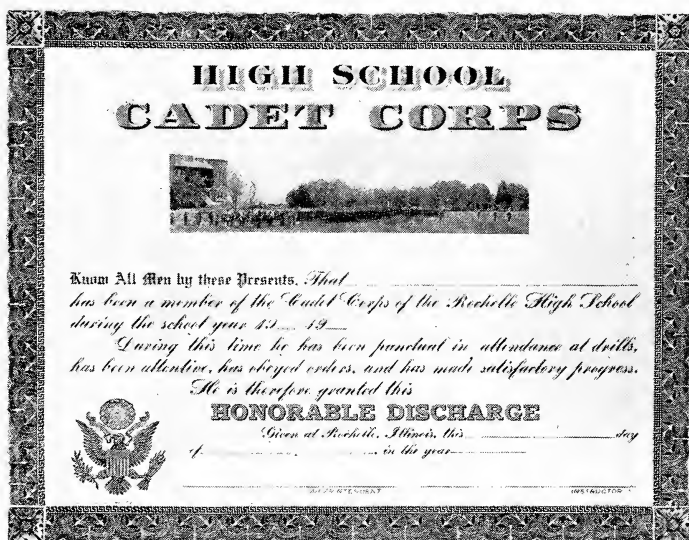 HIGH SCHOOL
CADET CORPS
Know All Men by these Presents, That
has been a member of the Cadet Corps of the Rochelle High School
during the school year 19 19
During this time he has been punctual in attendance at drills,
has been attentive, has obeyed orders, and has made satisfactory progress.
He is therefore granted this
HONORABLE DISCHARGE
Given at Rochelle, Illinois, this day
of in the year
SUPERINTENDENT INSTRUCTOR